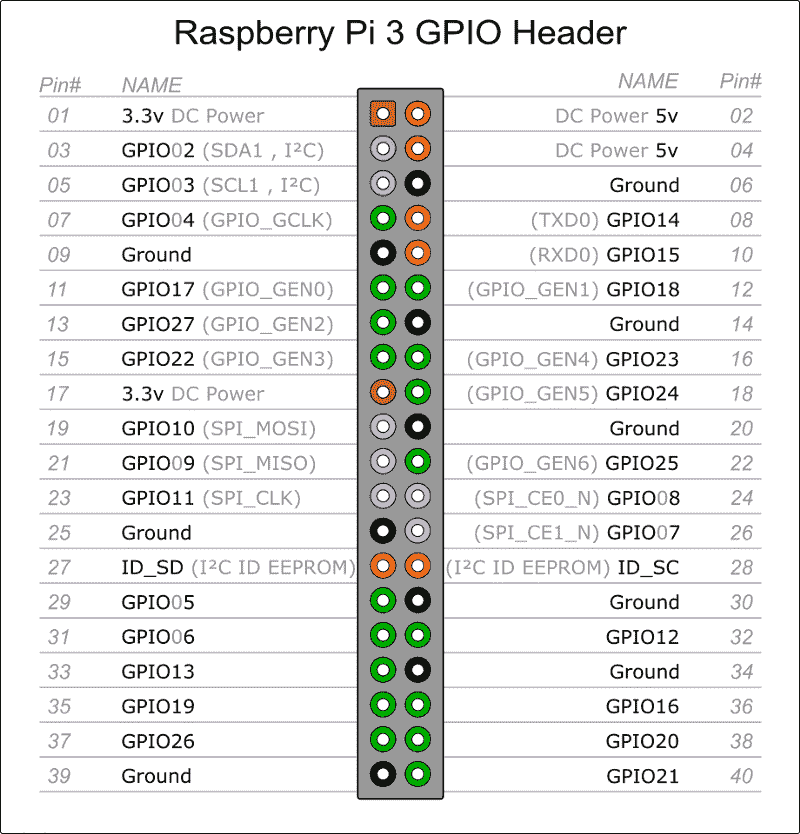 Raspberry Pi 3 GPIO Header
Pin# NAME NAME Pin#
01 3.3v DC Power DC Power 5v 02
03 GPIO02 (SDA1 , I²C) DC Power 5v 04
05 GPIO03 (SCL1 , I²C) Ground 06
07 GPIO04 (GPIO_GCLK) (TXD0) GPIO14 08
09 Ground (RXD0) GPIO15 10
11 GPIO17 (GPIO_GEN0) (GPIO_GEN1) GPIO18 12
13 GPIO27 (GPIO_GEN2) Ground 14
15 GPIO22 (GPIO_GEN3) (GPIO_GEN4) GPIO23 16
17 3.3v DC Power (GPIO_GEN5) GPIO24 18
19 GPIO10 (SPI_MOSI) Ground 20
21 GPIO09 (SPI_MISO) (GPIO_GEN6) GPIO25 22
23 GPIO11 (SPI_CLK) (SPI_CE0_N) GPIO08 24
25 Ground (SPI_CE1_N) GPIO07 26
27 ID_SD (I²C ID EEPROM) (I²C ID EEPROM) ID_SC 28
29 GPIO05 Ground 30
31 GPIO06 GPIO12 32
33 GPIO13 Ground 34
35 GPIO19 GPIO16 36
37 GPIO26 GPIO20 38
39 Ground GPIO21 40